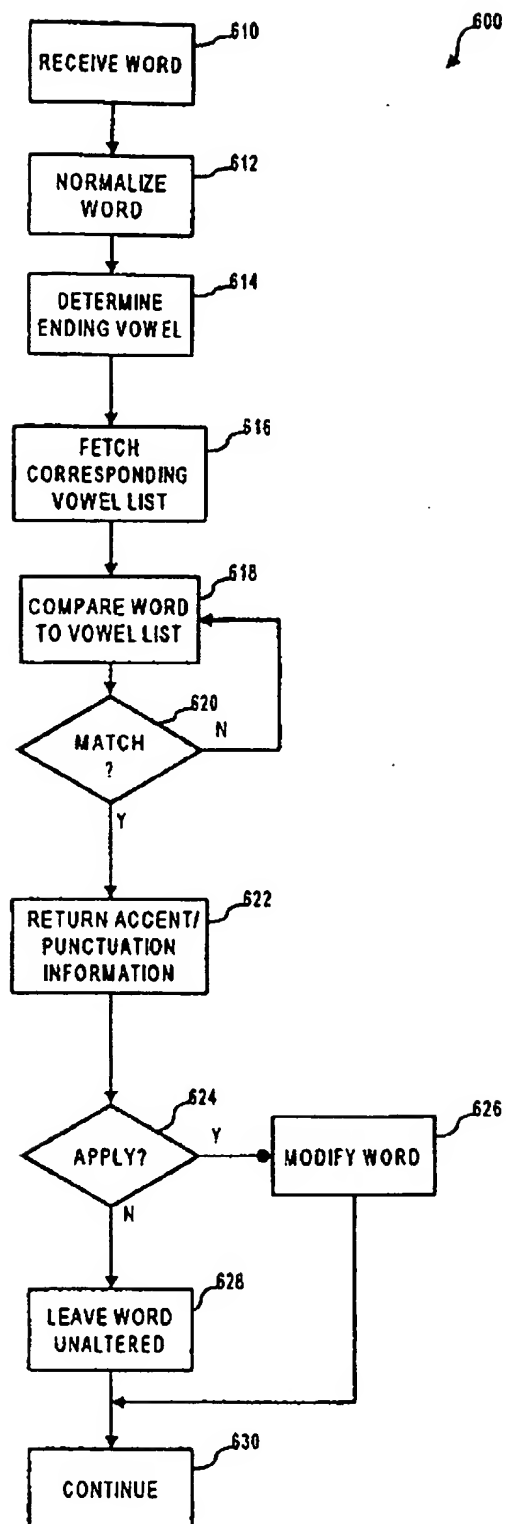 600
610
RECEIVE WORD
612
NORMALIZE
WORD
614
DETERMINE
ENDING VOWEL
616
FETCH
CORRESPONDING
VOWEL LIST
618
COMPARE WORD
TO VOWEL LIST
620
N
MATCH
?
Y
622
RETURN ACCENT/
PUNCTUATION
INFORMATION
624
626
APPLY?
Y
MODIFY WORD
N
628
LEAVE WORD
UNALTERED
630
CONTINUE